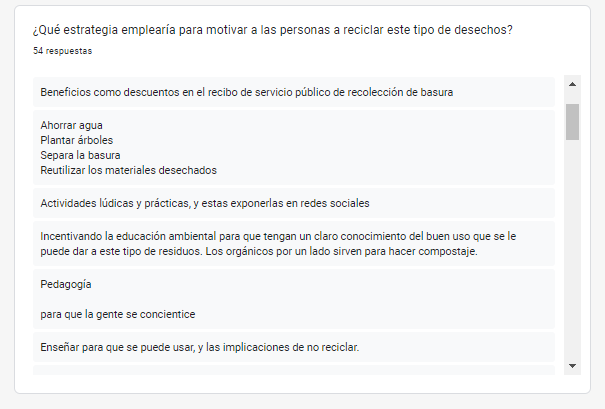 ¿Qué estrategia emplearía para motivar a las personas a reciclar este tipo de desechos?
54 respuestas
Beneficios como descuentos en el recibo de servicio público de recolección de basura
Ahorrar agua
Plantar árboles
Separa la basura
Reutilizar los materiales desechados
Actividades lúdicas y prácticas, y estas exponerlas en redes sociales
Incentivando la educación ambiental para que tengan un claro conocimiento del buen uso que se le
puede dar a este tipo de residuos. Los orgánicos por un lado sirven para hacer compostaje.
Pedagogía
para que la gente se concientice
Enseñar para que se puede usar, y las implicaciones de no reciclar.